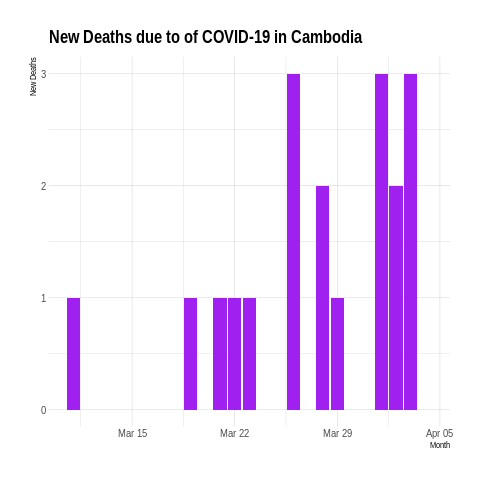 New Deaths due to of COVID-19 in Cambodia
New Deaths
3
2
1
0
Mar 15 Mar 22 Mar 29 Apr 05
Month